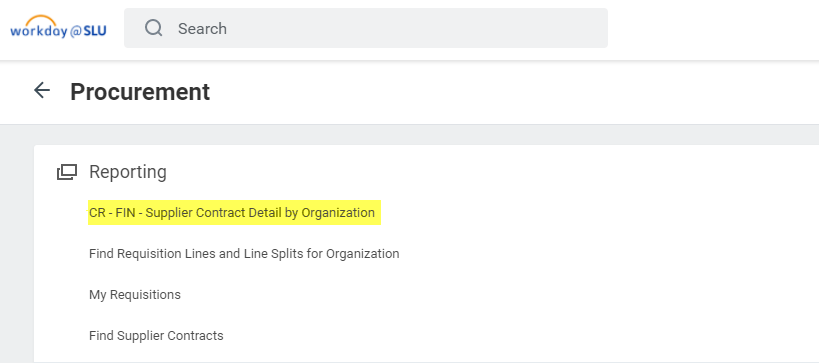 workday@SLU
Search
Procurement
Reporting
CR - FIN - Supplier Contract Detail by Organization
Find Requisition Lines and Line Splits for Organization
My Requisitions
Find Supplier Contracts